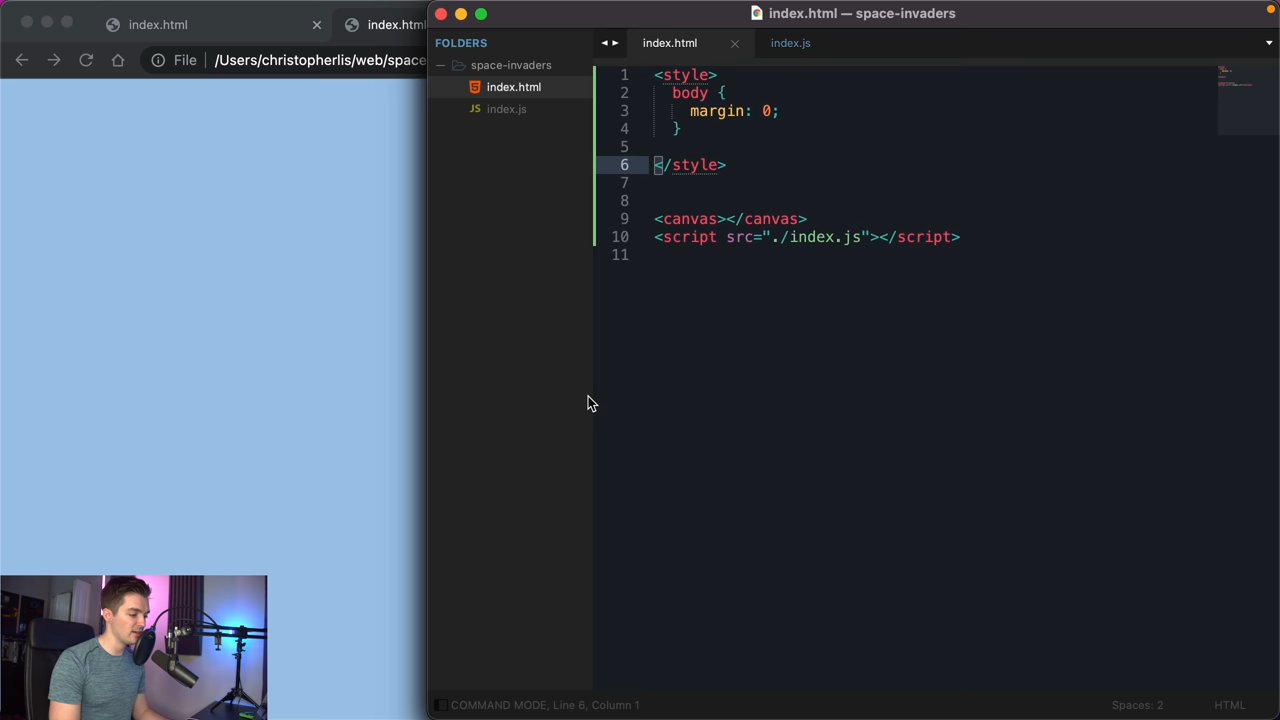 index.html
index.html
File
/Users/christopherlis/web/space
index.html — space-invaders
FOLDERS
space-invaders
index.html
JS index.js
index.html
index.js
1 <style>
2 body {
3 margin: 0;
4 }
5
6 </style>
7
8
9 <canvas></canvas>
10 <script src="./index.js"></script>
11
COMMAND MODE, Line 6, Column 1
Spaces: 2
HTML